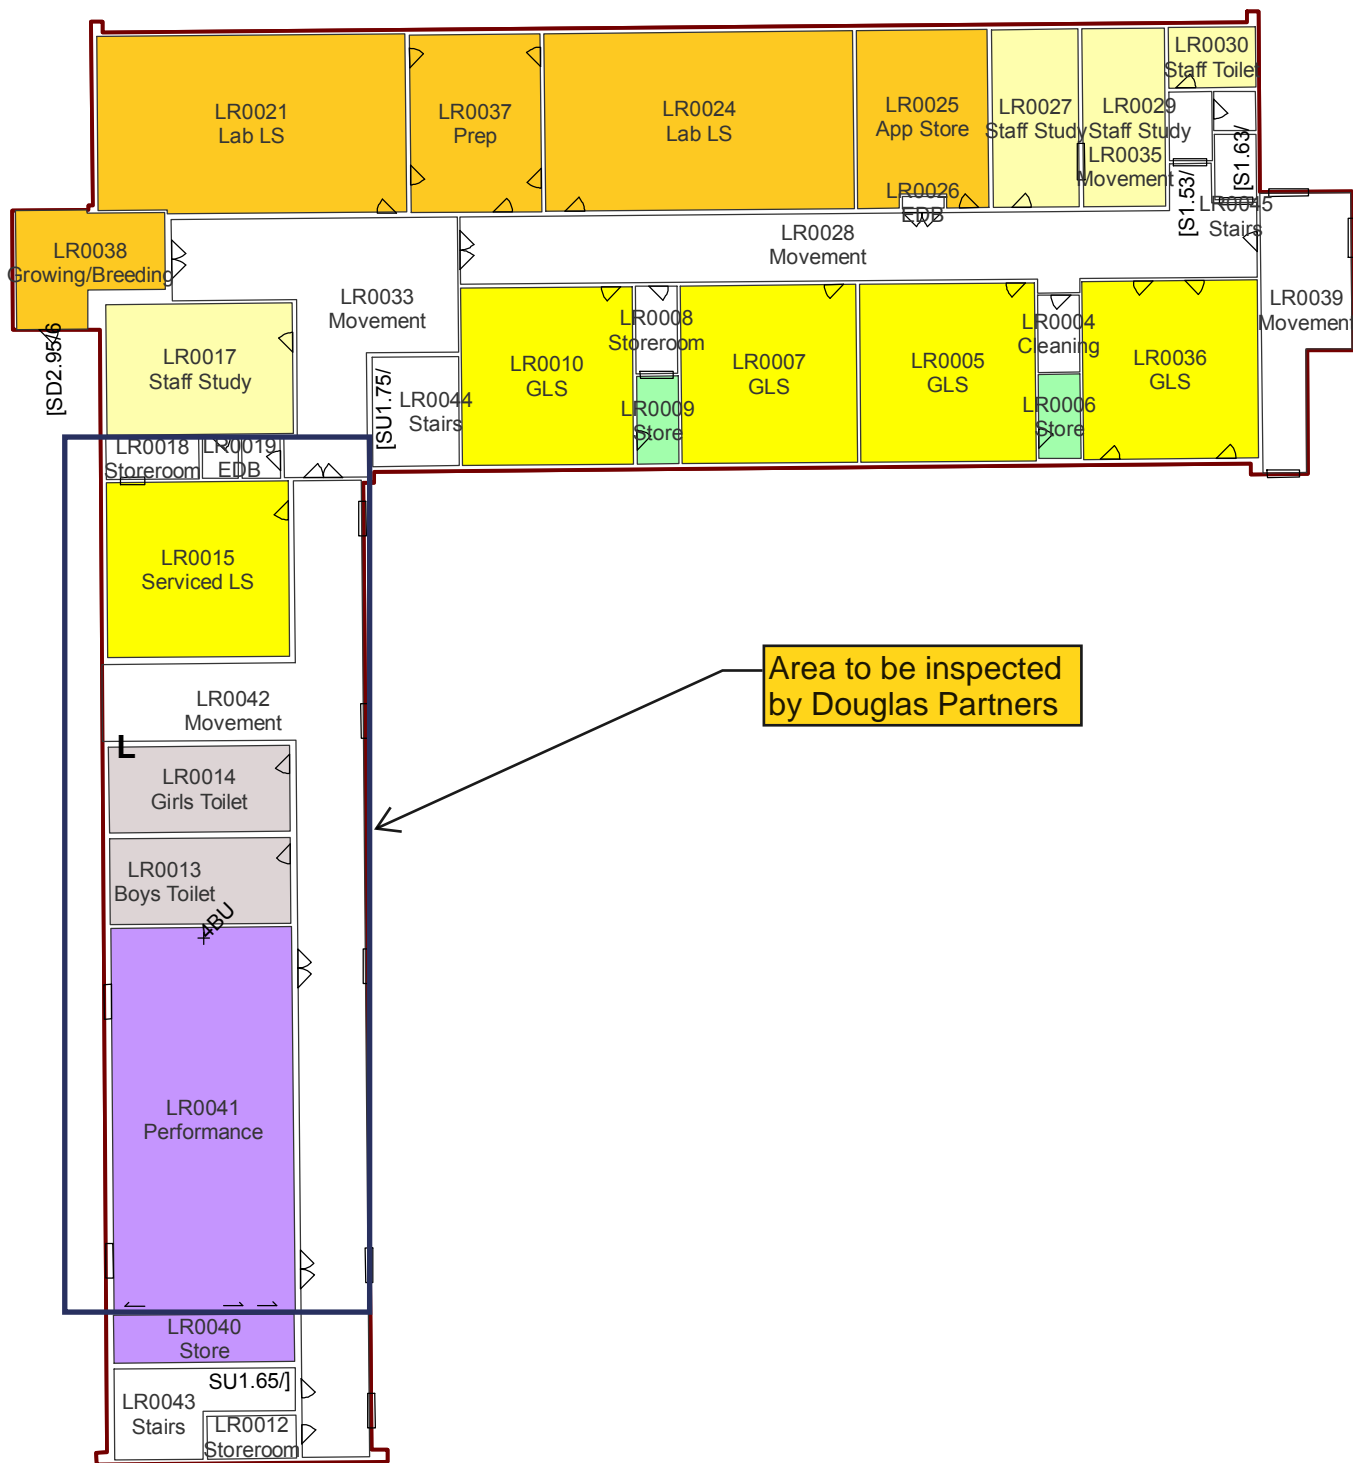 LR0021
Lab LS
LR0037
Prep
LR0024
Lab LS
LR0025
App Store
LR0027
Staff Study
LR0029
Staff Study
LR0030
Staff Toilet
LR0035
Movement
LR0026
EDB
[S1.53/
[S1.63/
LR0045
Stairs
LR0038
Growing/Breeding
LR0028
Movement
LR0033
Movement
LR0039
Movement
[SD2.95/6
LR0017
Staff Study
[SU1.75/
LR0044
Stairs
LR0010
GLS
LR0008
Storeroom
LR0009
Store
LR0007
GLS
LR0005
GLS
LR0004
Cleaning
LR0006
Store
LR0036
GLS
LR0018
Storeroom
LR0019
EDB
LR0015
Serviced LS
Area to be inspected
by Douglas Partners
LR0042
Movement
L
LR0014
Girls Toilet
LR0013
Boys Toilet
4BU
LR0041
Performance
LR0040
Store
SU1.65/]
LR0043
Stairs
LR0012
Storeroom